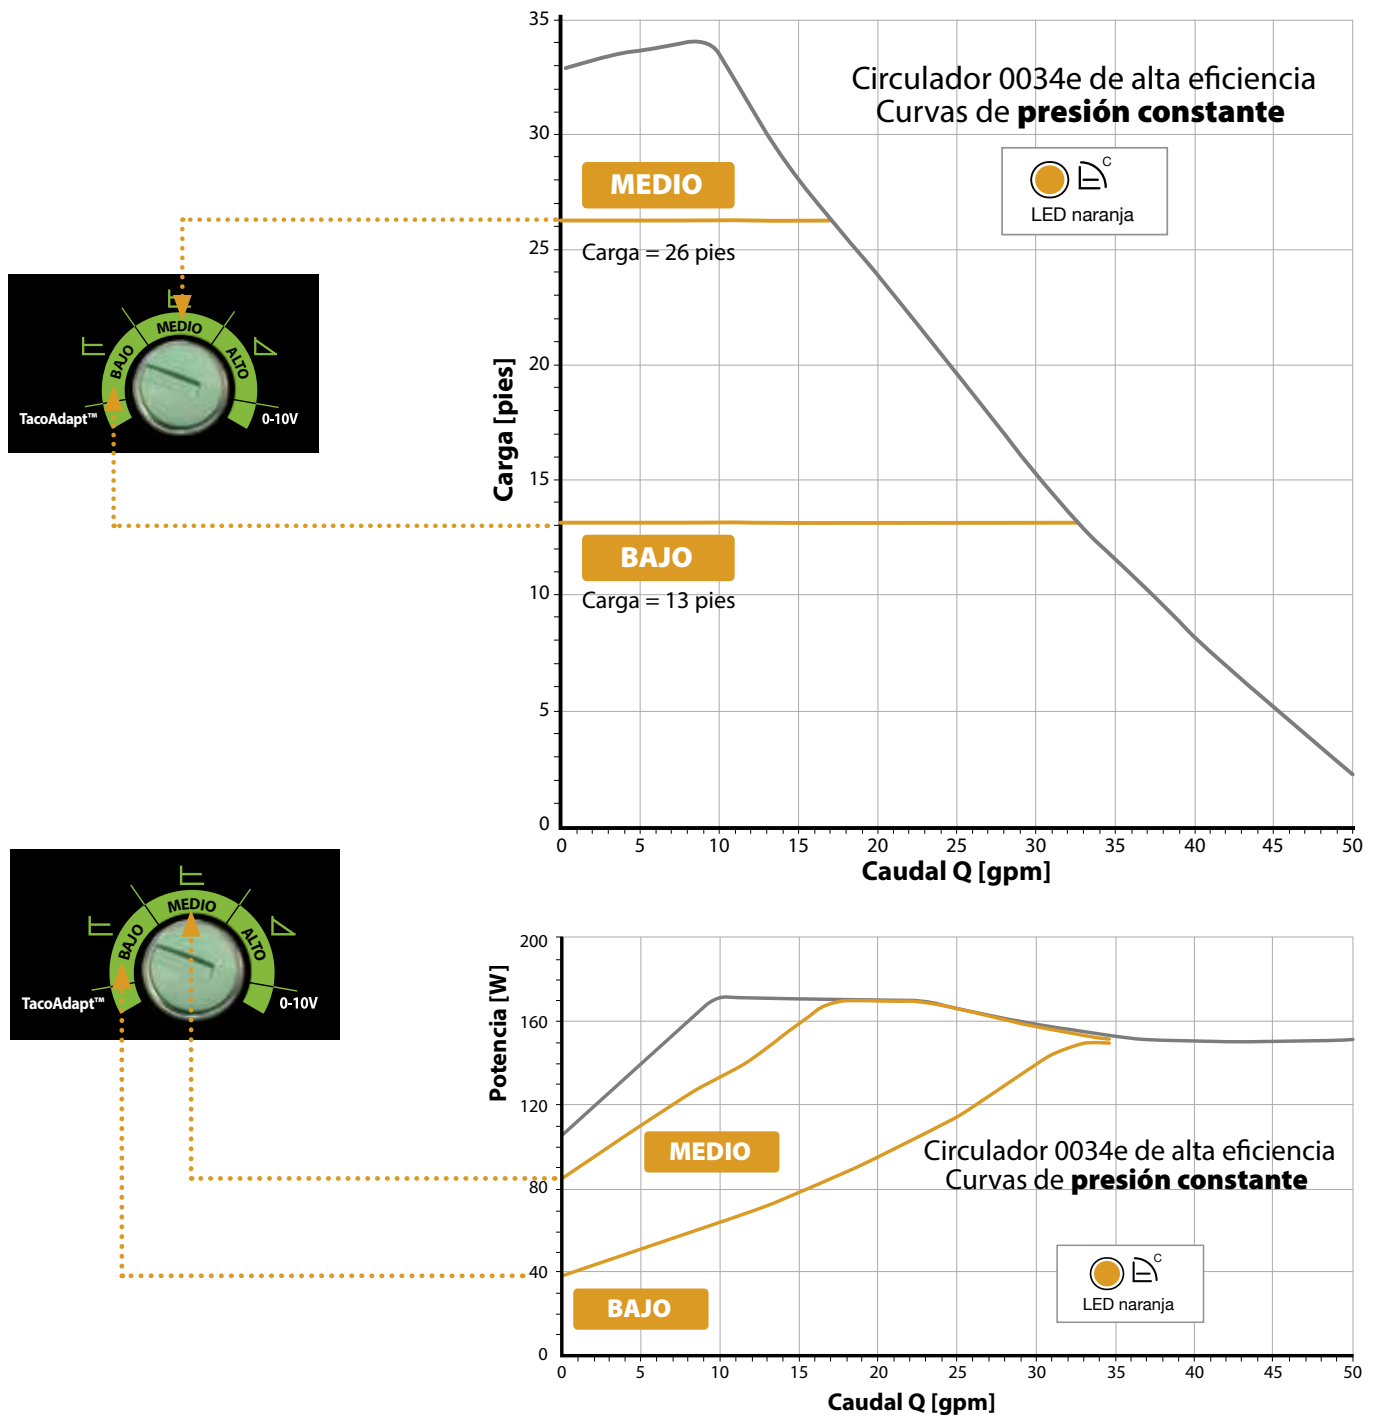 35
30
25
20
15
10
5
0
Carga [pies]
Circulador 0034e de alta eficiencia
Curvas de presión constante
C
LED naranja
MEDIO
Carga = 26 pies
BAJO
Carga = 13 pies
0 5 10 15 20 25 30 35 40 45 50
Caudal Q [gpm]
BAJO
MEDIO
ALTO
TacoAdapt™
0-10V
BAJO
MEDIO
ALTO
TacoAdapt™
0-10V
200
160
120
80
40
0
Potencia [W]
MEDIO
BAJO
Circulador 0034e de alta eficiencia
Curvas de presión constante
C
LED naranja
0 5 10 15 20 25 30 35 40 45 50
Caudal Q [gpm]